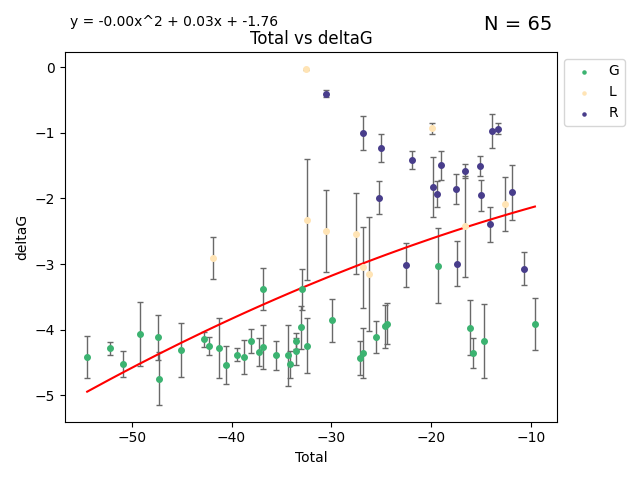 y = -0.00x^2 + 0.03x + -1.76
N = 65
Total vs deltaG
G
L
R
deltaG
0
−1
−2
−3
−4
−5
−50
−40
−30
−20
−10
Total